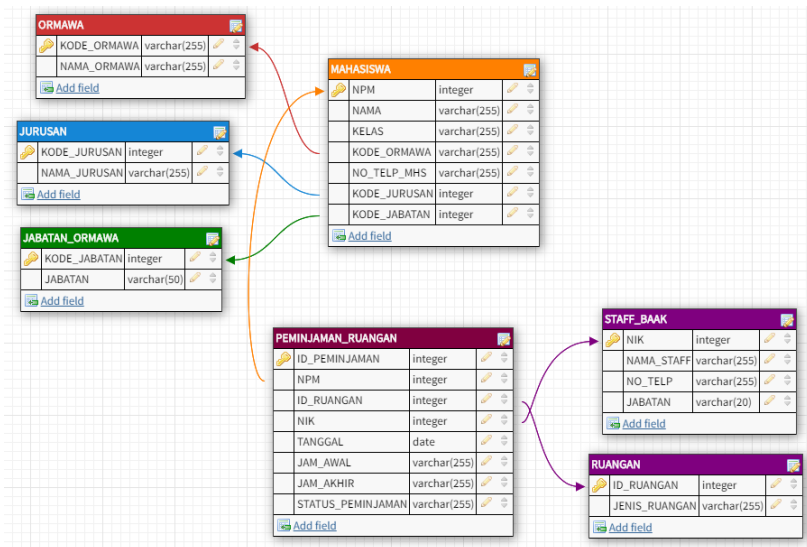 ORMAWA
KODE_ORMAWA varchar(255)
NAMA_ORMAWA varchar(255)
Add field
JURUSAN
KODE_JURUSAN integer
NAMA_JURUSAN varchar(255)
Add field
JABATAN_ORMAWA
KODE_JABATAN integer
JABATAN varchar(50)
Add field
MAHASISWA
NPM integer
NAMA varchar(255)
KELAS varchar(255)
KODE_ORMAWA varchar(255)
NO_TELP_MHS varchar(255)
KODE_JURUSAN integer
KODE_JABATAN integer
Add field
PEMINJAMAN_RUANGAN
ID_PEMINJAMAN integer
NPM integer
ID_RUANGAN integer
NIK integer
TANGGAL date
JAM_AWAL varchar(255)
JAM_AKHIR varchar(255)
STATUS_PEMINJAMAN varchar(255)
Add field
STAFF_BAAK
NIK integer
NAMA_STAFF varchar(255)
NO_TELP varchar(255)
JABATAN varchar(20)
Add field
RUANGAN
ID_RUANGAN integer
JENIS_RUANGAN varchar(255)
Add field